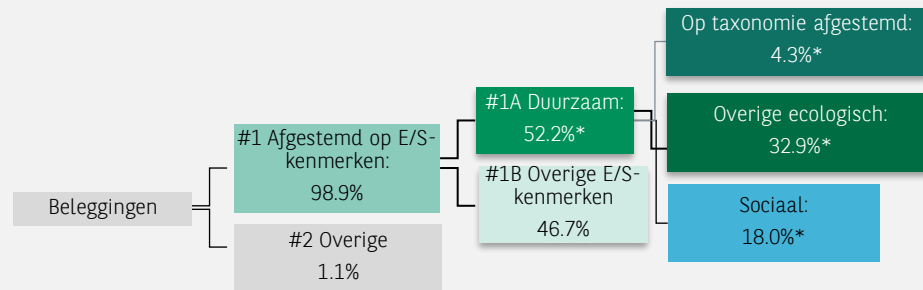 Beleggingen
#1 Afgestemd op E/S-
kenmerken:
98.9%
#2 Overige
1.1%
#1A Duurzaam:
52.2%*
#1B Overige E/S-
kenmerken
46.7%
Op taxonomie afgestemd:
4.3%*
Overige ecologisch:
32.9%*
Sociaal:
18.0%*